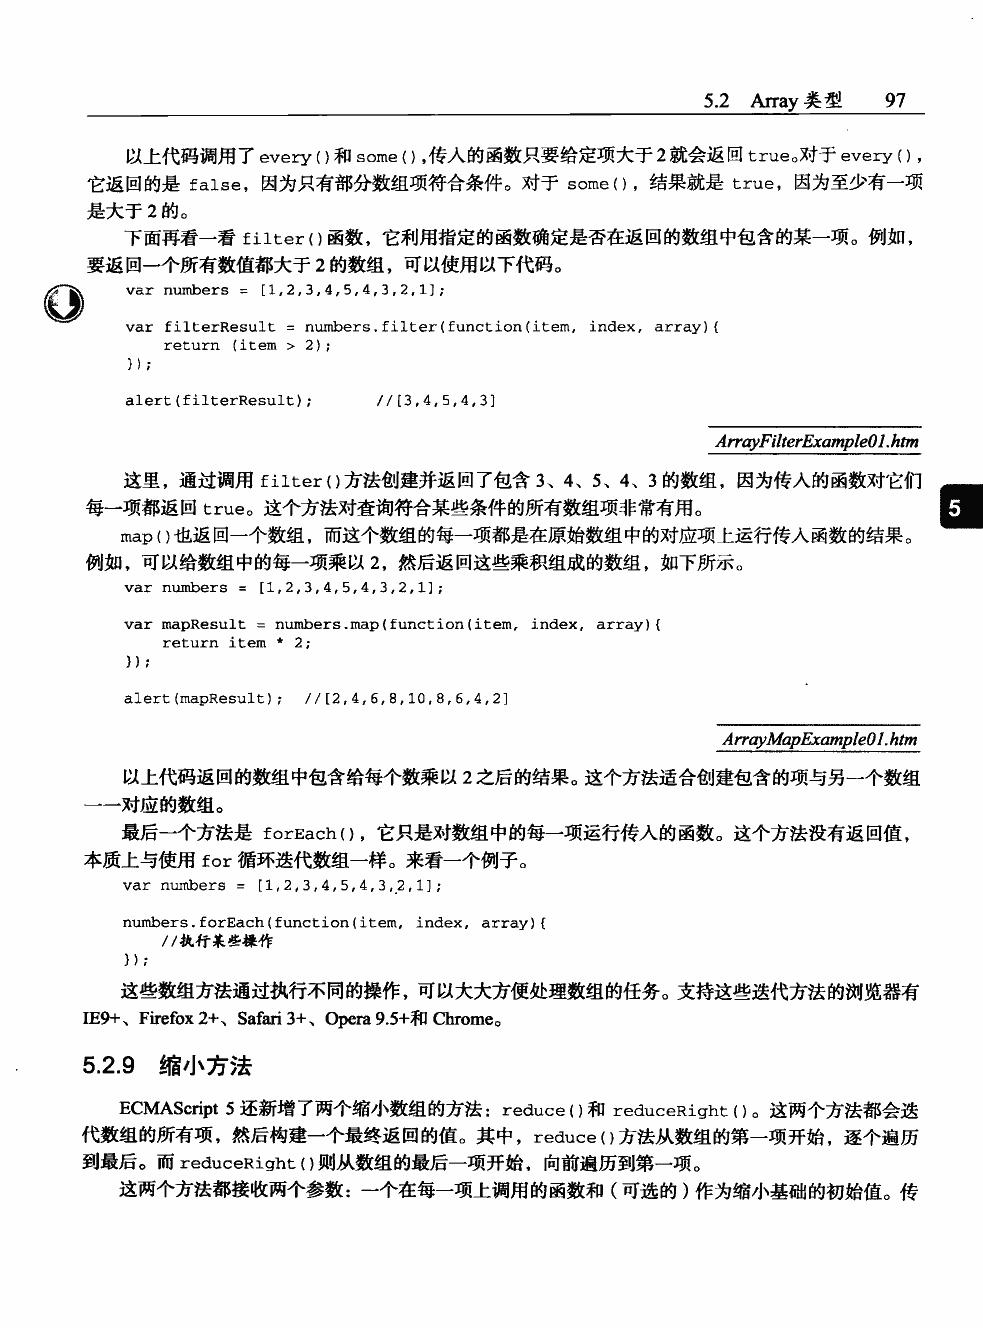 5.2 Array 类型 97
以上代码调用了 every()和 some(),传入的函数只要给定项大于 2 就会返回 true。对于 every(),
它返回的是 false，因为只有部分数组项符合条件。对于 some()，结果就是 true，因为至少有一项
是大于 2 的。
下面再看一看 filter()函数，它利用指定的函数确定是否在返回的数组中包含的某一项。例如，
要返回一个所有数值都大于 2 的数组，可以使用以下代码。
var numbers = [1,2,3,4,5,4,3,2,1];
var filterResult = numbers.filter(function(item, index, array){
return (item > 2);
});
alert(filterResult); //[3,4,5,4,3]
ArrayFilterExample01.htm
这里，通过调用 filter()方法创建并返回了包含 3、4、5、4、3 的数组，因为传入的函数对它们
每一项都返回 true。这个方法对查询符合某些条件的所有数组项非常有用。
5
map()也返回一个数组，而这个数组的每一项都是在原始数组中的对应项上运行传入函数的结果。
例如，可以给数组中的每一项乘以 2，然后返回这些乘积组成的数组，如下所示。
var numbers = [1,2,3,4,5,4,3,2,1];
var mapResult = numbers.map(function(item, index, array){
return item * 2;
});
alert(mapResult); //[2,4,6,8,10,8,6,4,2]
ArrayMapExample01.htm
以上代码返回的数组中包含给每个数乘以 2 之后的结果。这个方法适合创建包含的项与另一个数组
一一对应的数组。
最后一个方法是 forEach()，它只是对数组中的每一项运行传入的函数。这个方法没有返回值，
本质上与使用 for 循环迭代数组一样。来看一个例子。
var numbers = [1,2,3,4,5,4,3,2,1];
numbers.forEach(function(item, index, array){
//执行某些操作
});
这些数组方法通过执行不同的操作，可以大大方便处理数组的任务。支持这些迭代方法的浏览器有
IE9+、Firefox 2+、Safari 3+、Opera 9.5+和 Chrome。
5.2.9 缩小方法
ECMAScript 5 还新增了两个缩小数组的方法：reduce()和 reduceRight()。这两个方法都会迭
代数组的所有项，然后构建一个最终返回的值。其中，reduce()方法从数组的第一项开始，逐个遍历
到最后。而 reduceRight()则从数组的最后一项开始，向前遍历到第一项。
这两个方法都接收两个参数：一个在每一项上调用的函数和（可选的）作为缩小基础的初始值。传